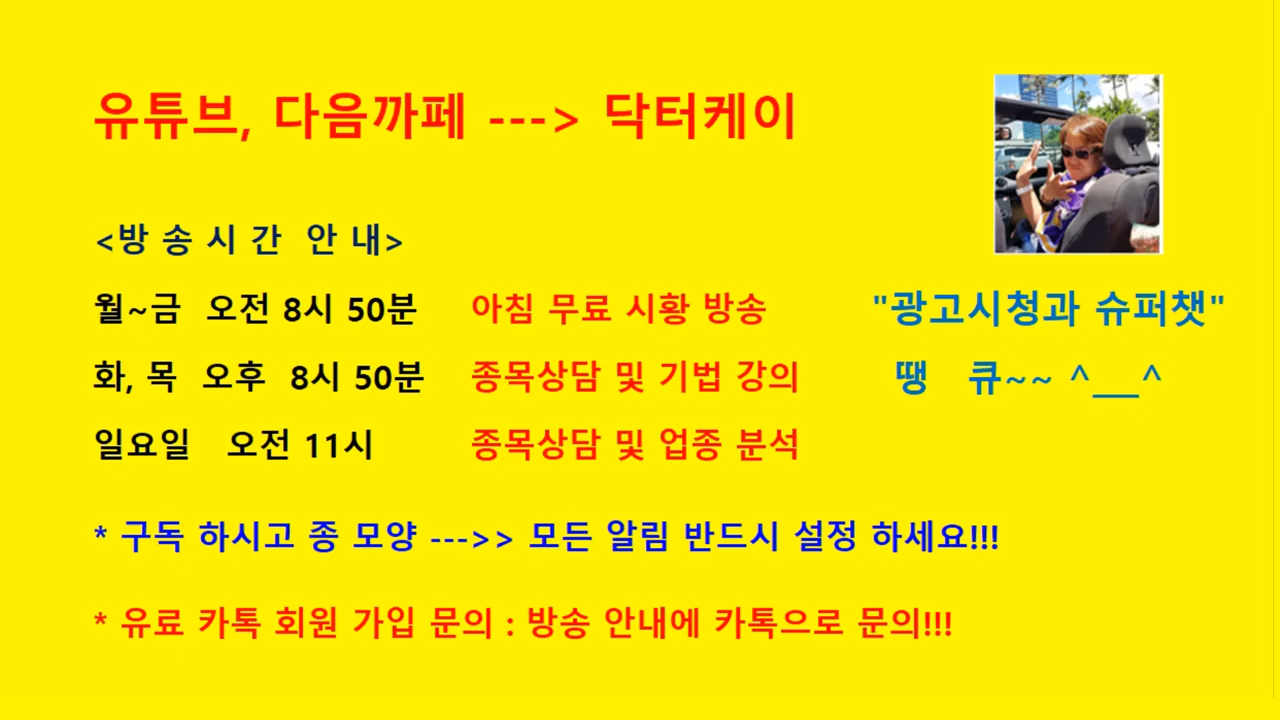 유튜브, 다음까페 ---> 닥터케이
<방 송 시 간 안 내>
월~금 오전 8시 50분 아침 무료 시황 방송 "광고시청과 슈퍼챗"
화, 목 오후 8시 50분 종목상담 및 기법 강의 땡 큐~~ ^__^
일요일 오전 11시 종목상담 및 업종 분석
* 구독 하시고 종 모양 --->> 모든 알림 반드시 설정 하세요!!!
* 유료 카톡 회원 가입 문의 : 방송 안내에 카톡으로 문의!!!